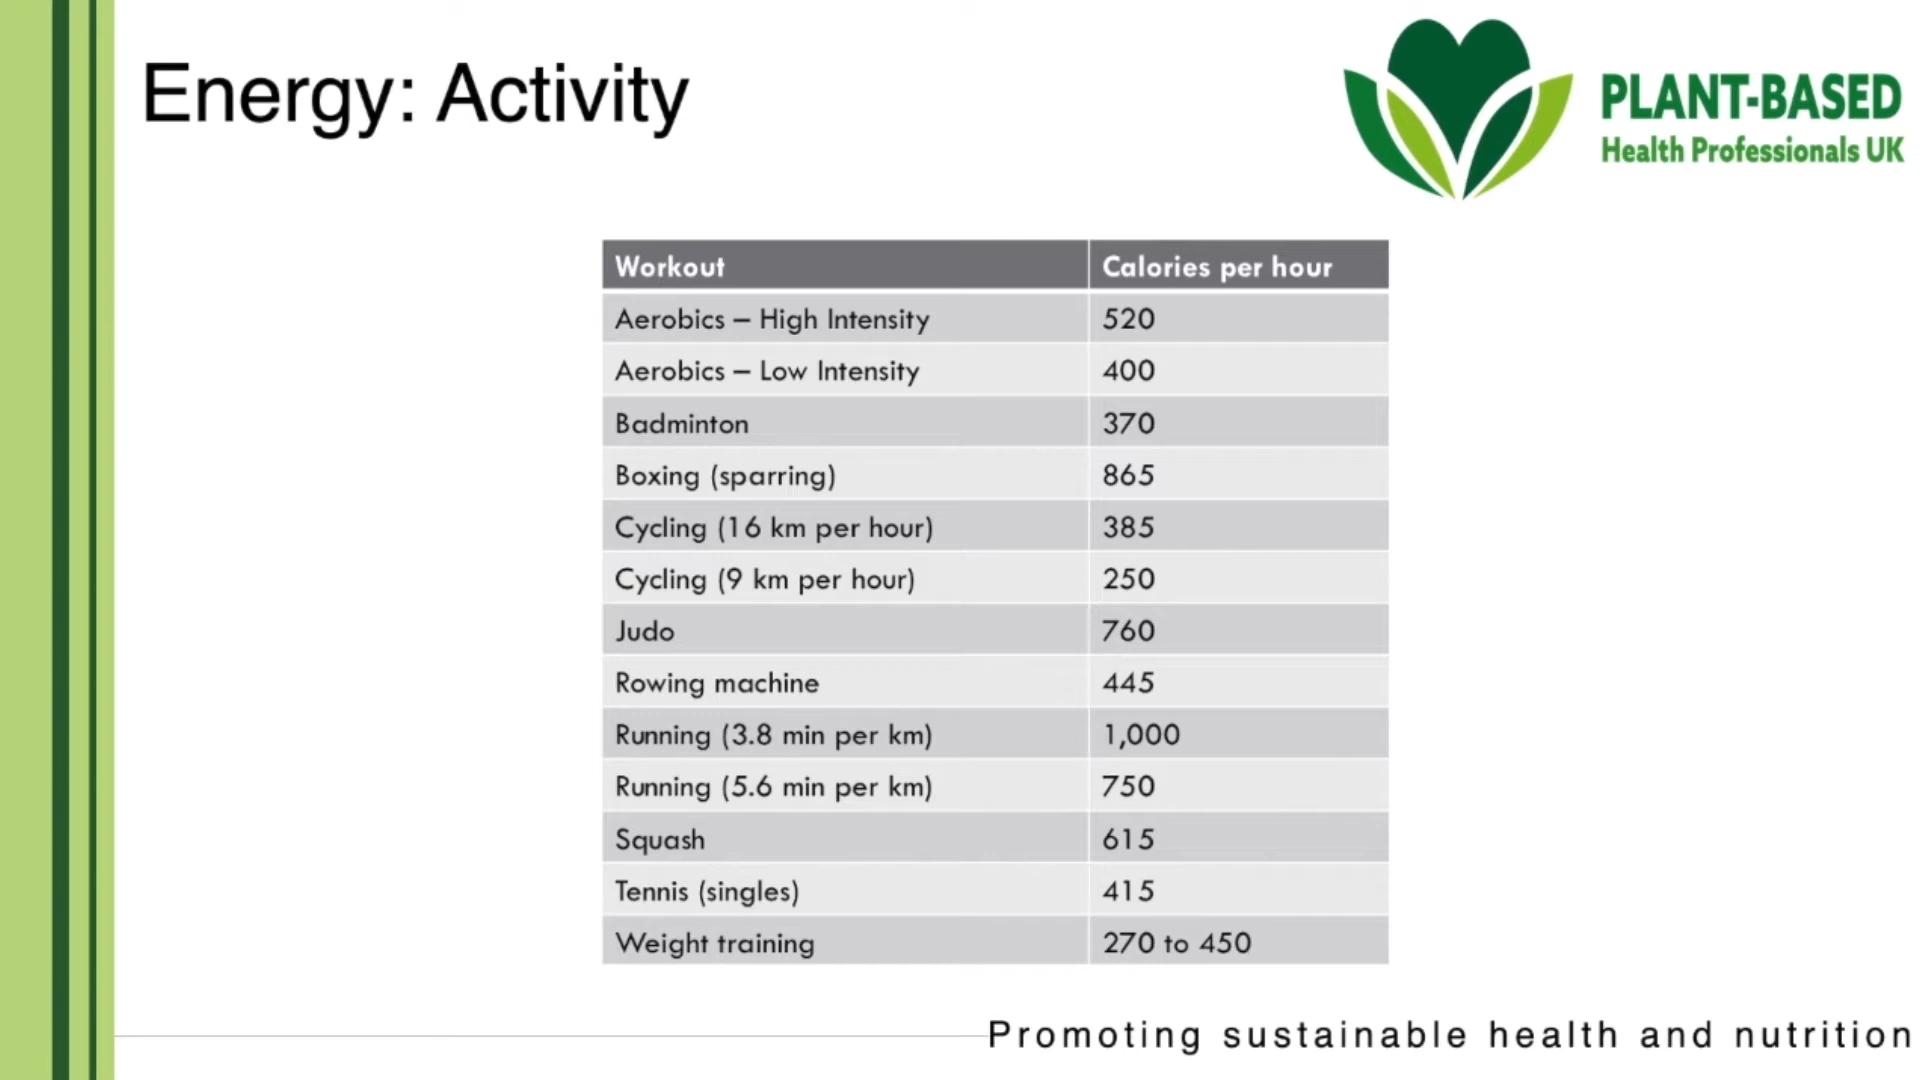 Energy: Activity
PLANT-BASED
Health Professionals UK
Workout Calories per hour
Aerobics – High Intensity 520
Aerobics – Low Intensity 400
Badminton 370
Boxing (sparring) 865
Cycling (16 km per hour) 385
Cycling (9 km per hour) 250
Judo 760
Rowing machine 445
Running (3.8 min per km) 1,000
Running (5.6 min per km) 750
Squash 615
Tennis (singles) 415
Weight training 270 to 450
Promoting sustainable health and nutrition